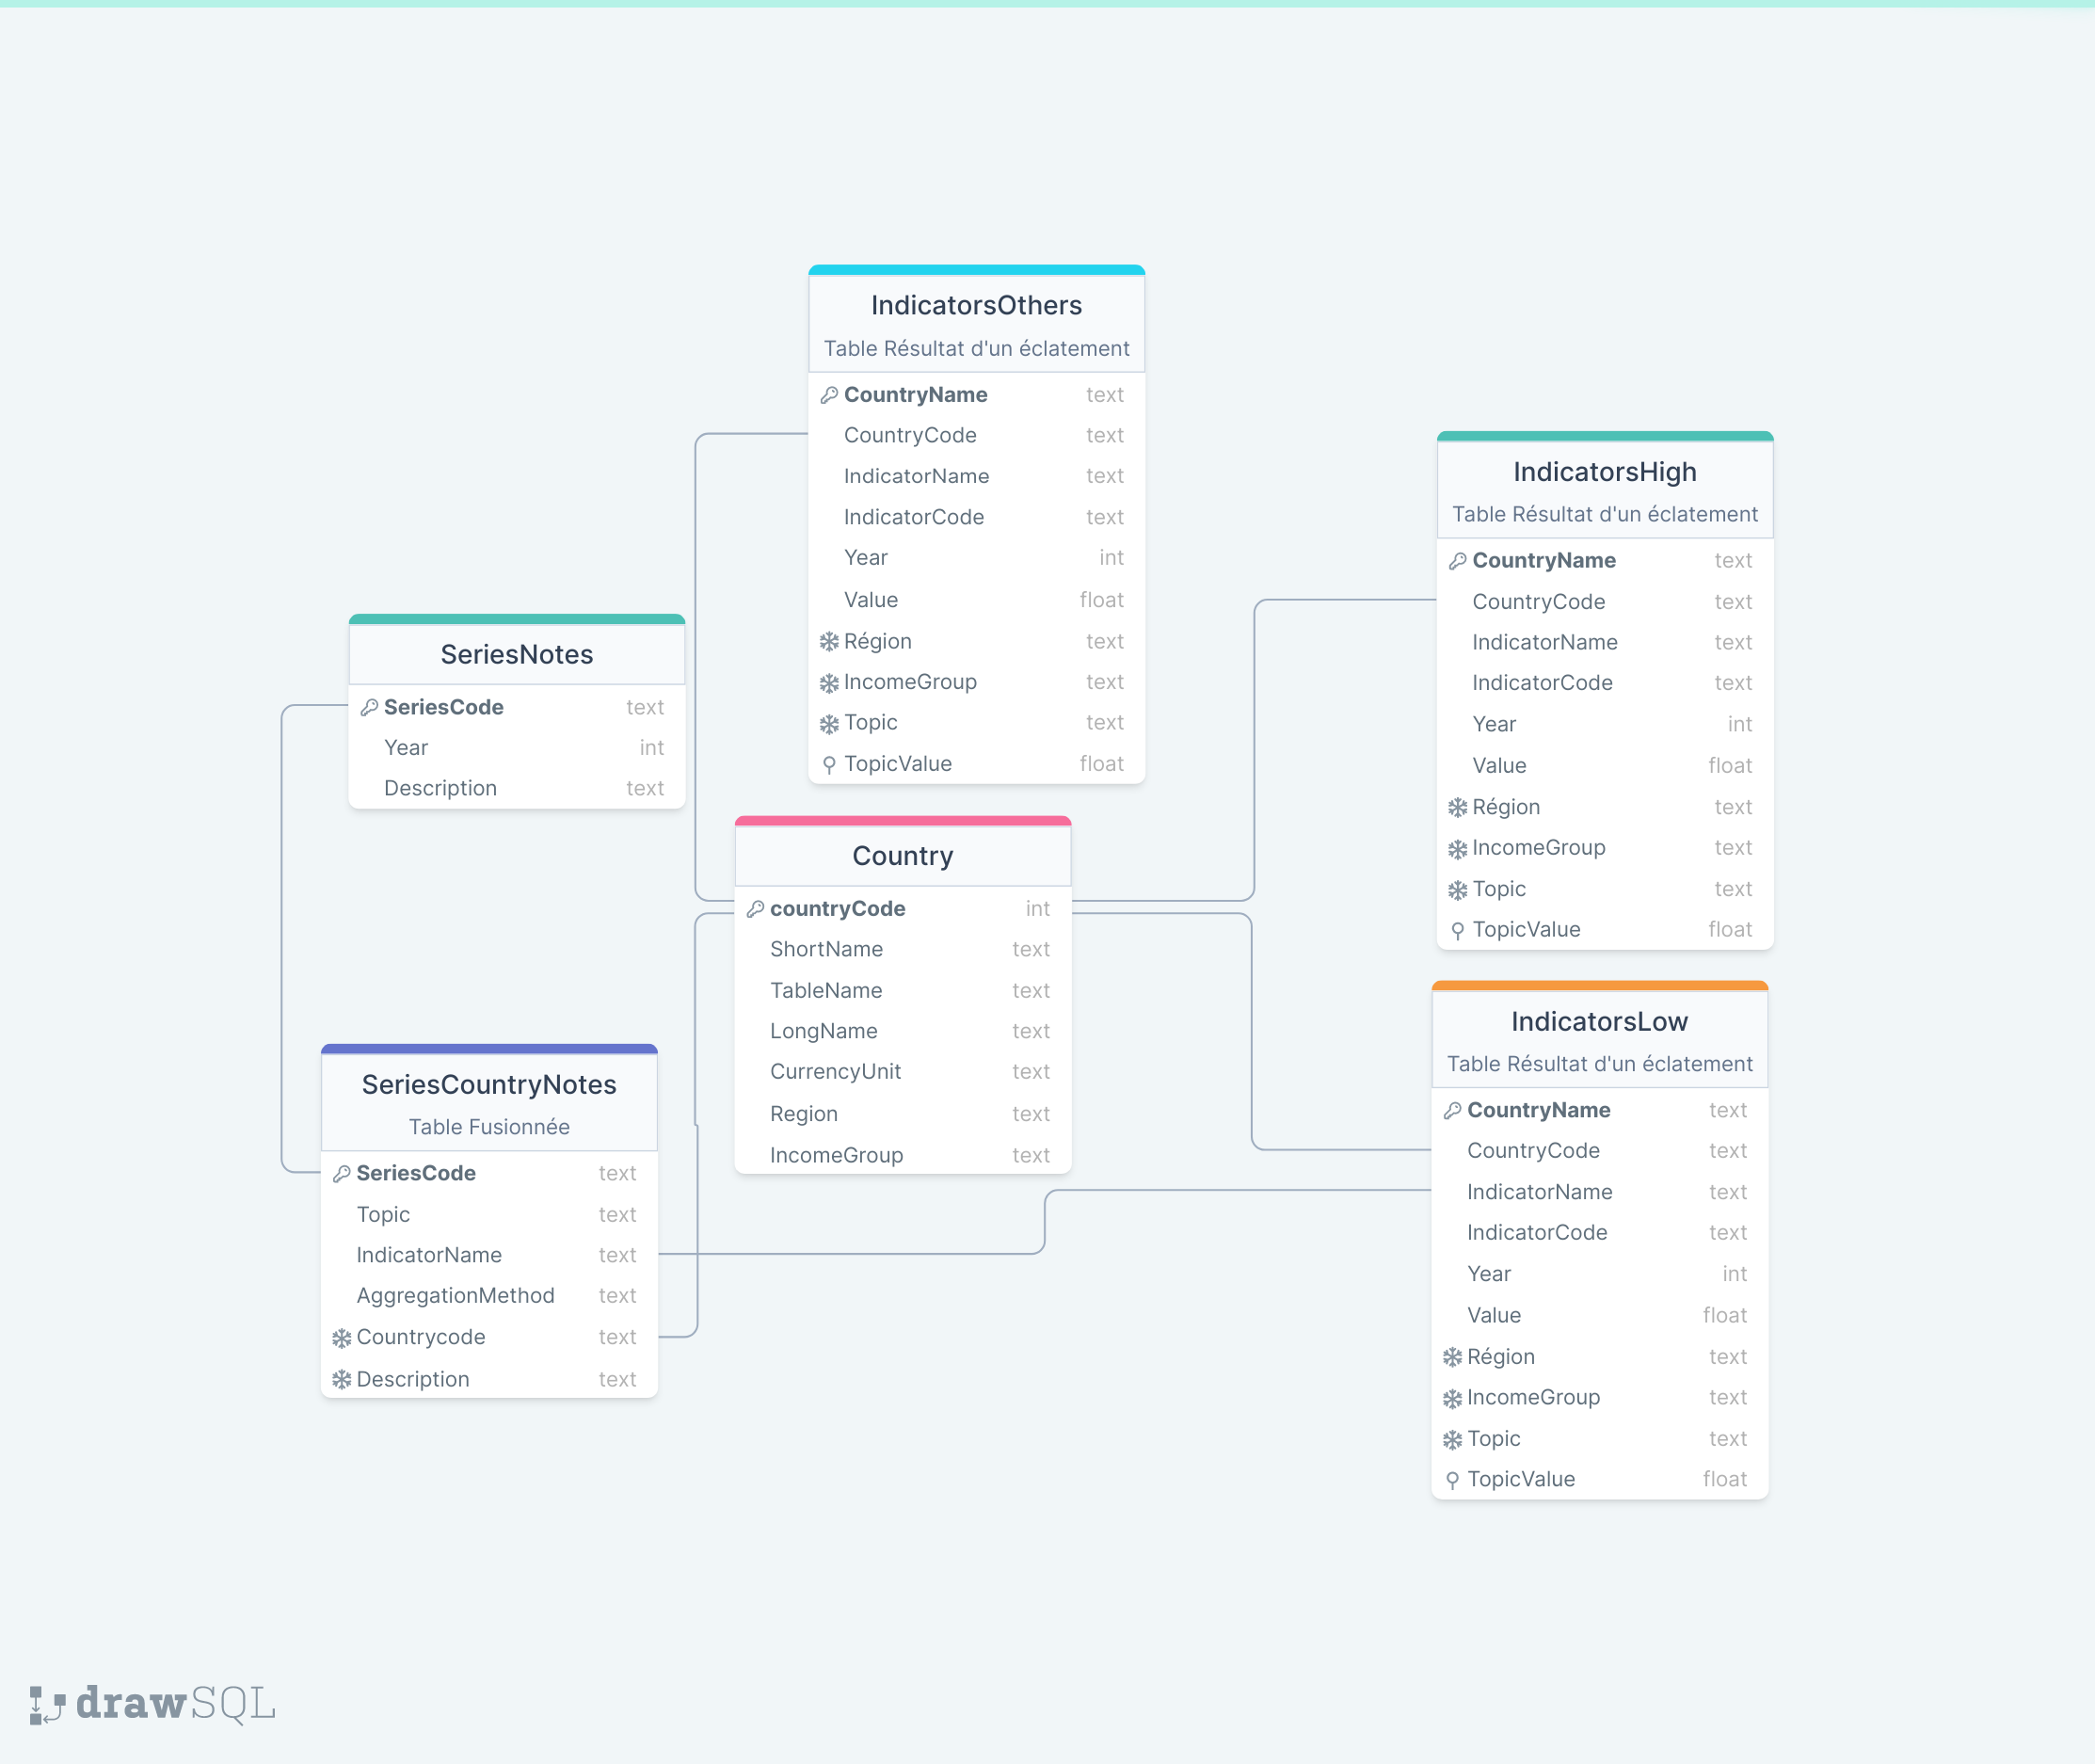 IndicatorsOthers
Table Résultat d'un éclatement
CountryName text
CountryCode text
IndicatorName text
IndicatorCode text
Year int
Value float
Région text
IncomeGroup text
Topic text
TopicValue float
IndicatorsHigh
Table Résultat d'un éclatement
CountryName text
CountryCode text
IndicatorName text
IndicatorCode text
Year int
Value float
Région text
IncomeGroup text
Topic text
TopicValue float
SeriesNotes
SeriesCode text
Year int
Description text
Country
countryCode int
ShortName text
TableName text
LongName text
CurrencyUnit text
Region text
IncomeGroup text
IndicatorsLow
Table Résultat d'un éclatement
CountryName text
CountryCode text
IndicatorName text
IndicatorCode text
Year int
Value float
Région text
IncomeGroup text
Topic text
TopicValue float
SeriesCountryNotes
Table Fusionnée
SeriesCode text
Topic text
IndicatorName text
AggregationMethod text
Countrycode text
Description text
drawSQL